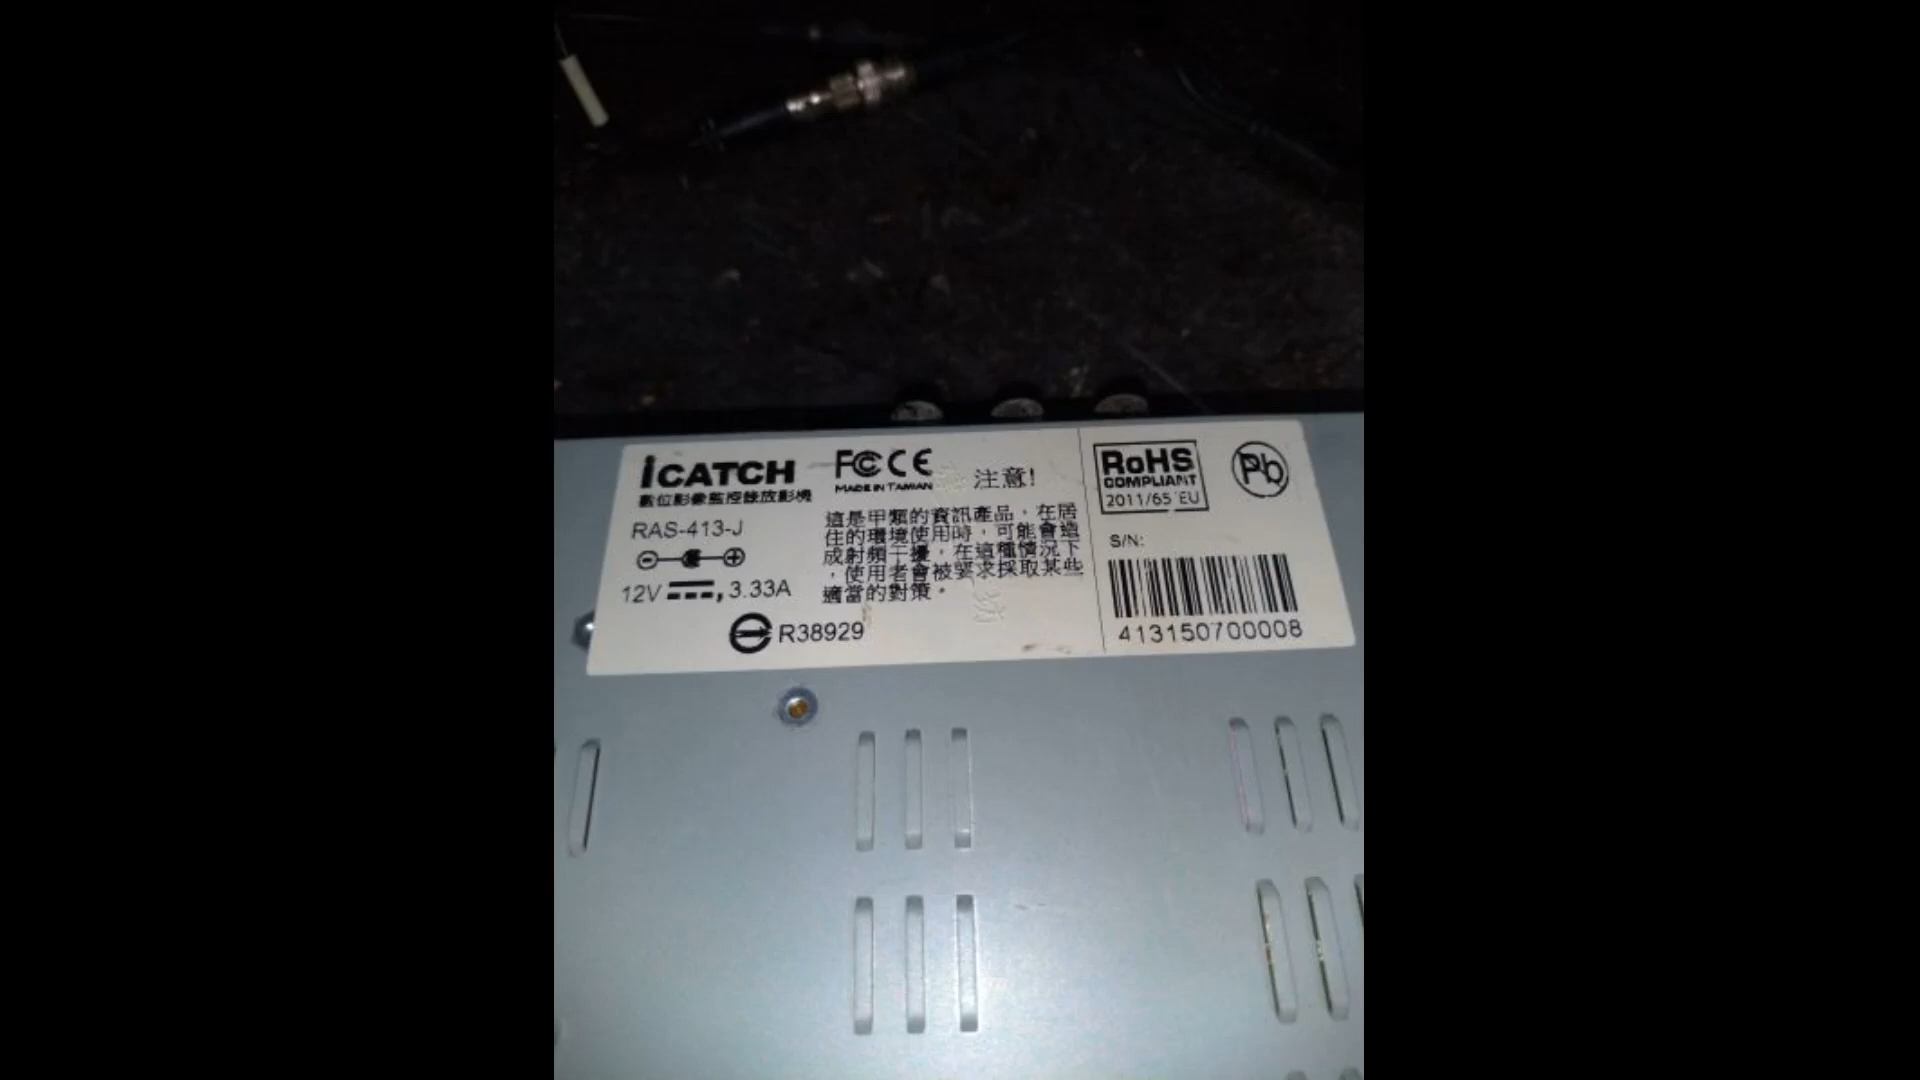 iCATCH
數位影像監控錄放影機
RAS-413-J
12V, 3.33A
R38929
FC CE
MADE IN TAIWAN
注意!
這是甲類的資訊產品，在居
住的環境使用時，可能會造
成射頻干擾，在這種情況下
，使用者會被要求採取某些
適當的對策。
RoHS
COMPLIANT
2011/65/EU
Pb
S/N:
413150700008